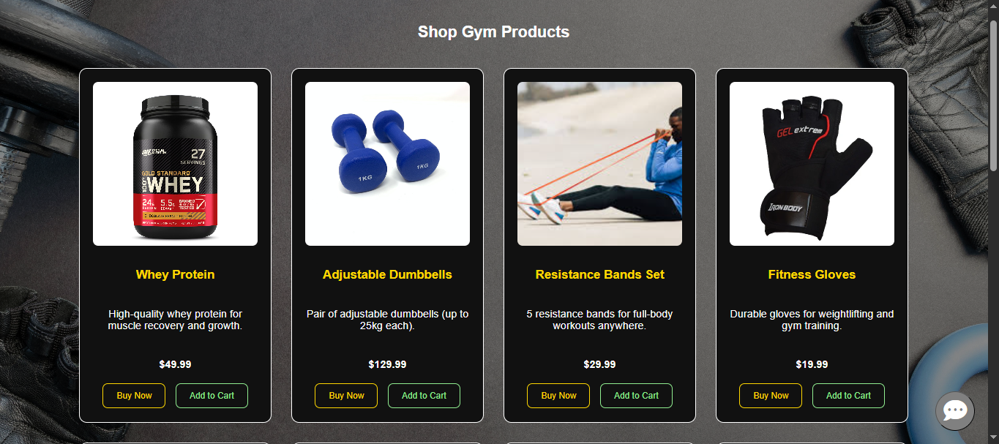 Shop Gym Products
27
SERVINGS
GOLD STANDARD
100%
WHEY
24g
5.5g
PROTEIN
BANNED
TESTED
1KG
1KG
GEL extrem
IRONBODY
Whey Protein
Adjustable Dumbbells
Resistance Bands Set
Fitness Gloves
High-quality whey protein for
muscle recovery and growth.
Pair of adjustable dumbbells (up to
25kg each).
5 resistance bands for full-body
workouts anywhere.
Durable gloves for weightlifting and
gym training.
$49.99
$129.99
$29.99
$19.99
Buy Now
Add to Cart
Buy Now
Add to Cart
Buy Now
Add to Cart
Buy Now
Add to Cart